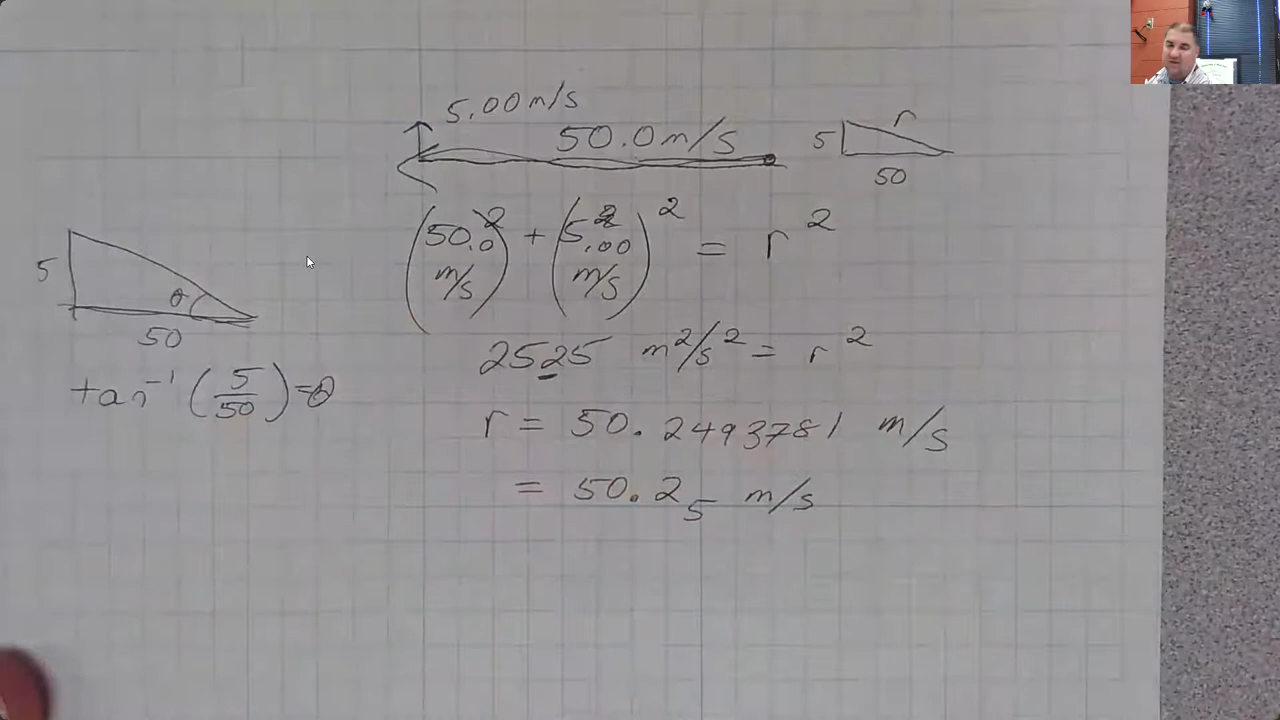 5.00 m/s
50.0 m/s
5 r
50
(50.0 m/s)² + (5.00 m/s)² = r²
5 θ
50
2525 m²/s² = r²
tan⁻¹ (5/50) = θ
r = 50.2493781 m/s
= 50.2₅ m/s